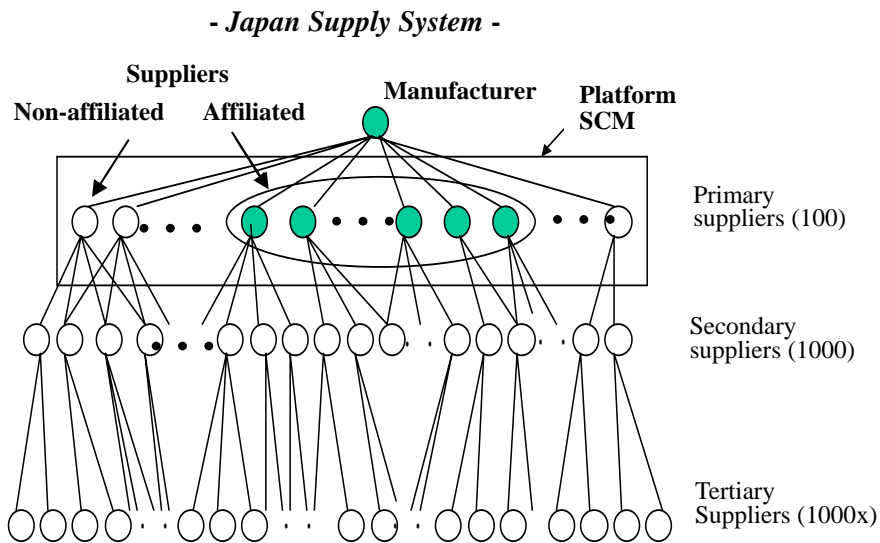 - Japan Supply System -
Suppliers
Non-affiliated Affiliated
Manufacturer
Platform
SCM
Primary
suppliers (100)
Secondary
suppliers (1000)
Tertiary
Suppliers (1000x)